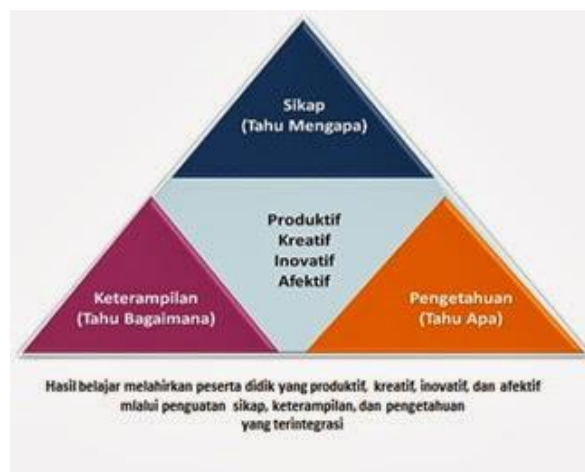 Sikap
(Tahu Mengapa)
Produktif
Kreatif
Inovatif
Afektif
Keterampilan
(Tahu Bagaimana)
Pengetahuan
(Tahu Apa)
Hasil belajar melahirkan peserta didik yang produktif, kreatif, inovatif, dan afektif
mlalui penguatan sikap, keterampilan, dan pengetahuan
yang terintegrasi